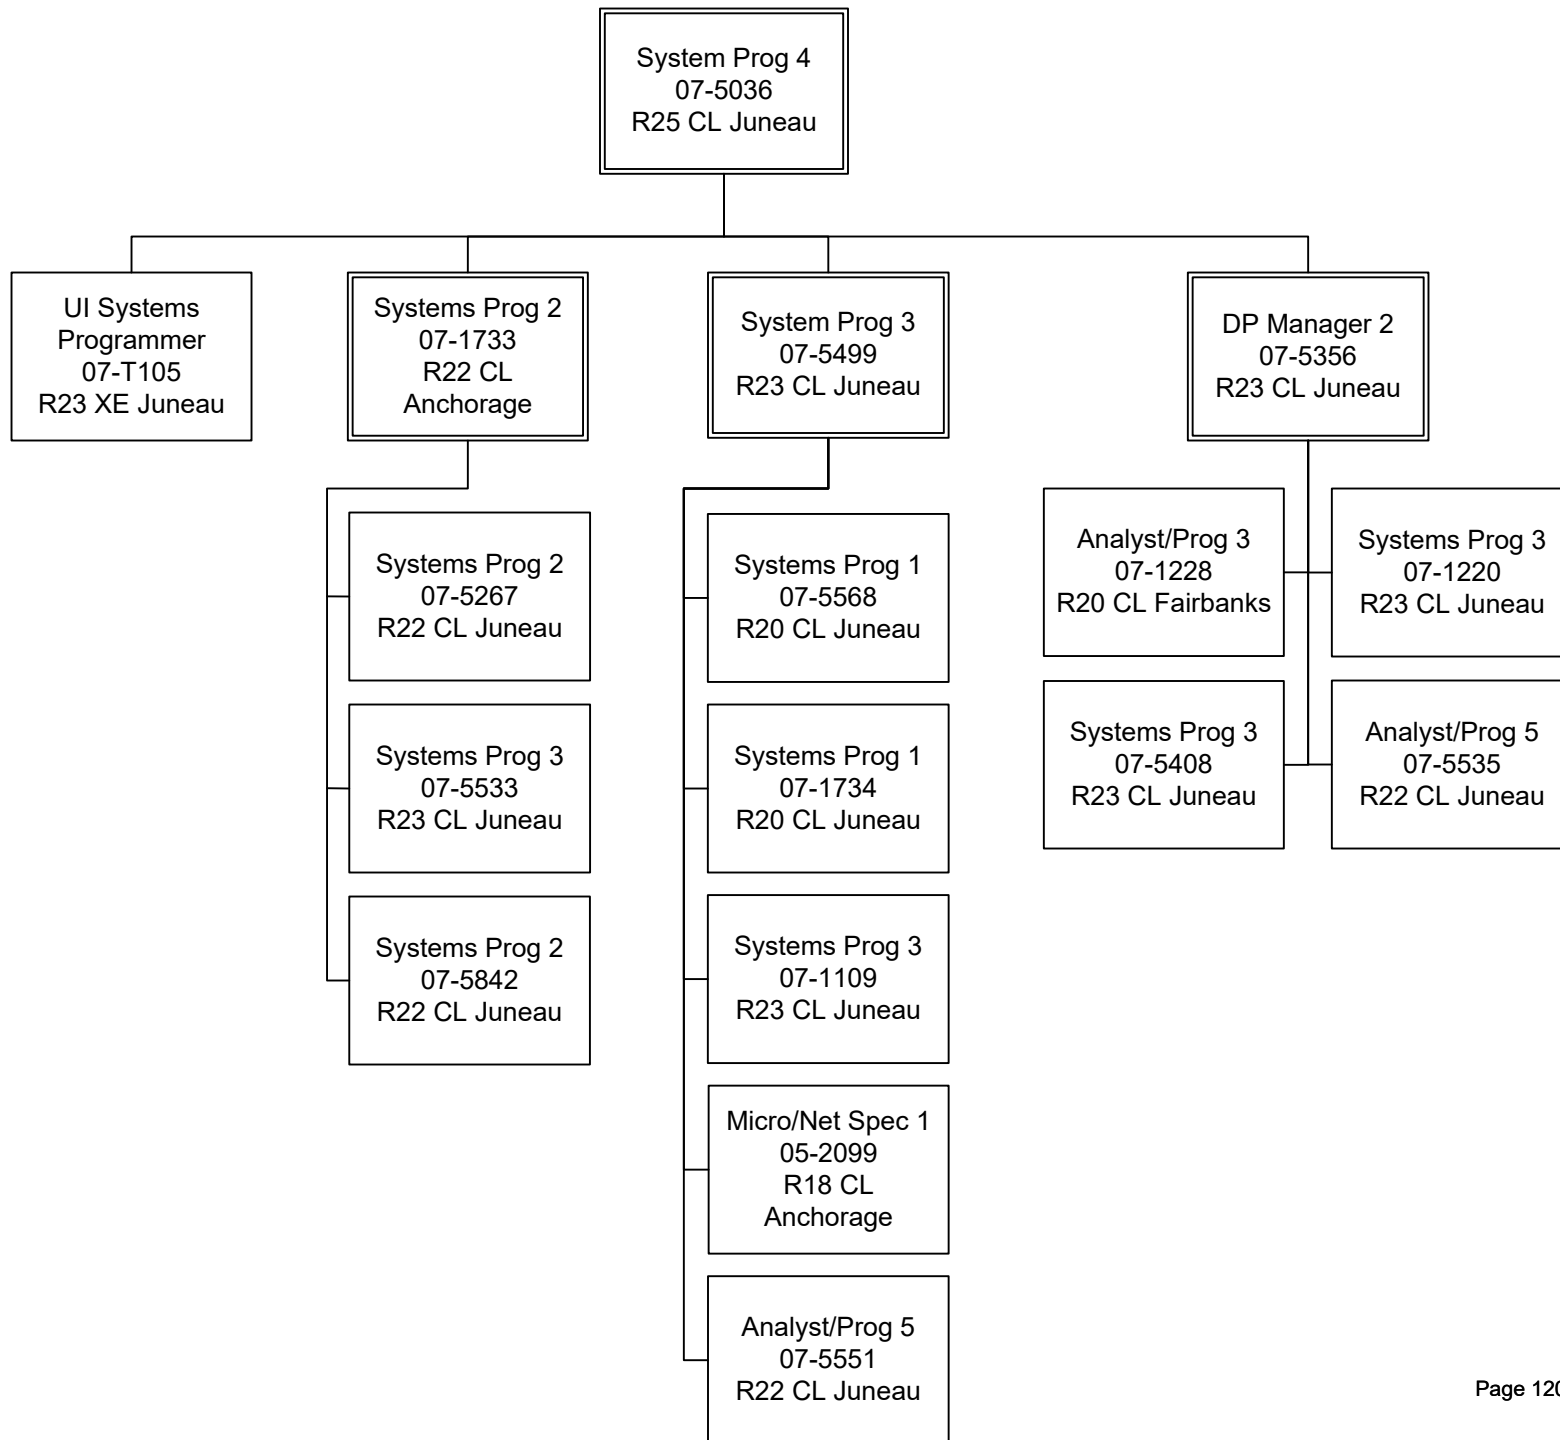 System Prog 4
07-5036
R25 CL Juneau
UI Systems
Programmer
07-T105
R23 XE Juneau
Systems Prog 2
07-1733
R22 CL
Anchorage
System Prog 3
07-5499
R23 CL Juneau
DP Manager 2
07-5356
R23 CL Juneau
Systems Prog 2
07-5267
R22 CL Juneau
Systems Prog 3
07-5533
R23 CL Juneau
Systems Prog 2
07-5842
R22 CL Juneau
Systems Prog 1
07-5568
R20 CL Juneau
Systems Prog 1
07-1734
R20 CL Juneau
Systems Prog 3
07-1109
R23 CL Juneau
Micro/Net Spec 1
05-2099
R18 CL
Anchorage
Analyst/Prog 5
07-5551
R22 CL Juneau
Analyst/Prog 3
07-1228
R20 CL Fairbanks
Systems Prog 3
07-1220
R23 CL Juneau
Systems Prog 3
07-5408
R23 CL Juneau
Analyst/Prog 5
07-5535
R22 CL Juneau
Page 120